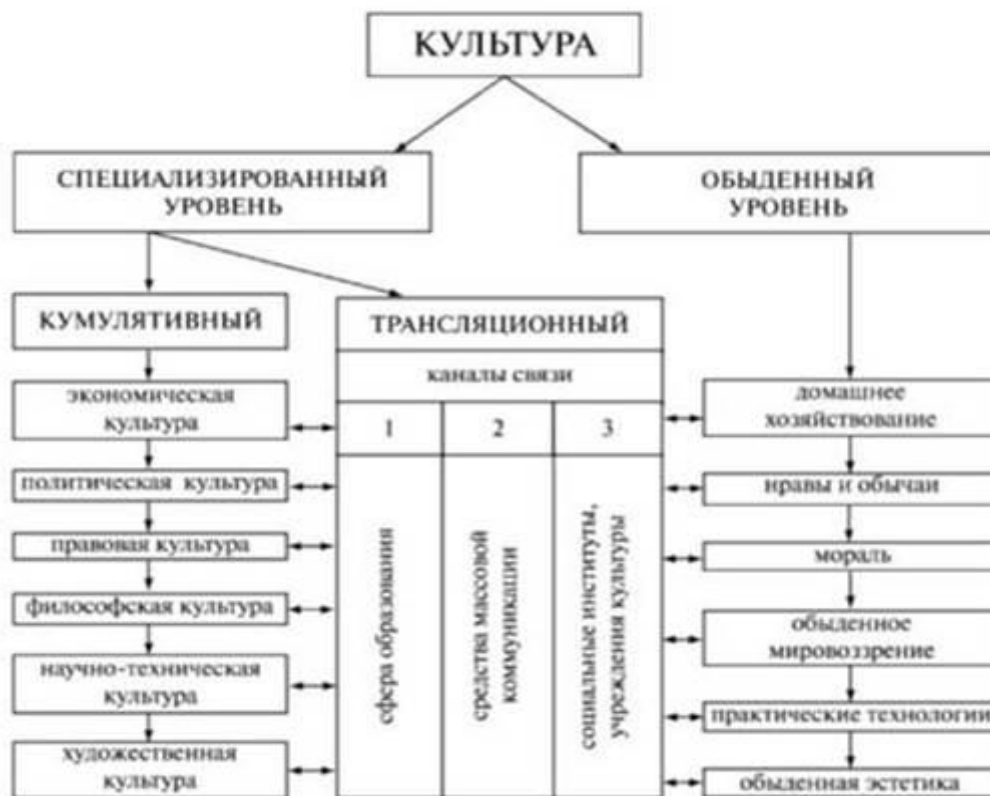 КУЛЬТУРА
СПЕЦИАЛИЗИРОВАННЫЙ
УРОВЕНЬ
ОБЫДЕННЫЙ
УРОВЕНЬ
КУМУЛЯТИВНЫЙ
экономическая
культура
политическая культура
правовая культура
философская культура
научно-техническая
культура
художественная
культура
ТРАНСЛЯЦИОННЫЙ
каналы связи
1
2
3
сфера образования
средства массовой
коммуникации
социальные институты,
учреждения культуры
домашнее
хозяйствование
нравы и обычаи
мораль
обыденное
мировоззрение
практические технологии
обыденная эстетика